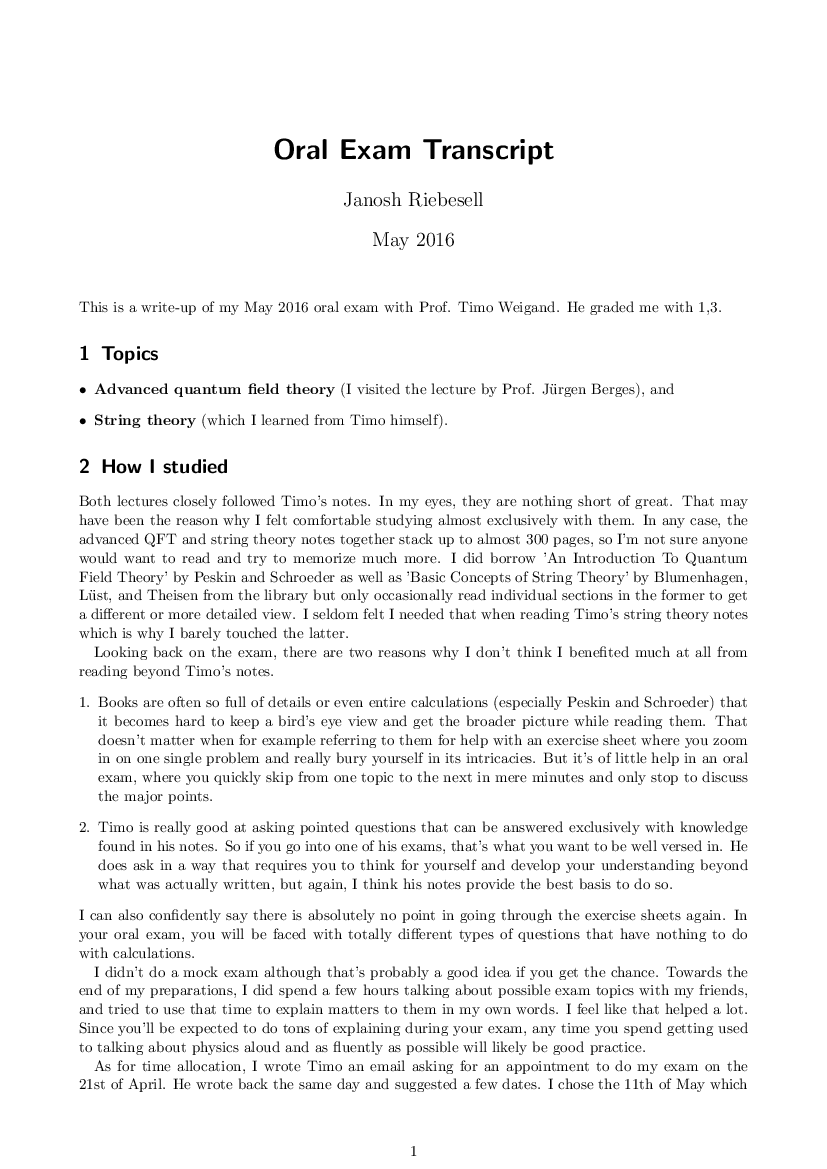 Oral Exam Transcript
Janosh Riebesell
May 2016
This is a write-up of my May 2016 oral exam with Prof. Timo Weigand. He graded me with 1,3.
1 Topics
• Advanced quantum field theory (I visited the lecture by Prof. Jürgen Berges), and
• String theory (which I learned from Timo himself).
2 How I studied
Both lectures closely followed Timo's notes. In my eyes, they are nothing short of great. That may
have been the reason why I felt comfortable studying almost exclusively with them. In any case, the
advanced QFT and string theory notes together stack up to almost 300 pages, so I'm not sure anyone
would want to read and try to memorize much more. I did borrow 'An Introduction To Quantum
Field Theory' by Peskin and Schroeder as well as 'Basic Concepts of String Theory' by Blumenhagen,
Lüst, and Theisen from the library but only occasionally read individual sections in the former to get
a different or more detailed view. I seldom felt I needed that when reading Timo's string theory notes
which is why I barely touched the latter.
Looking back on the exam, there are two reasons why I don't think I benefited much at all from
reading beyond Timo's notes.
1. Books are often so full of details or even entire calculations (especially Peskin and Schroeder) that
it becomes hard to keep a bird's eye view and get the broader picture while reading them. That
doesn't matter when for example referring to them for help with an exercise sheet where you zoom
in on one single problem and really bury yourself in its intricacies. But it's of little help in an oral
exam, where you quickly skip from one topic to the next in mere minutes and only stop to discuss
the major points.
2. Timo is really good at asking pointed questions that can be answered exclusively with knowledge
found in his notes. So if you go into one of his exams, that's what you want to be well versed in. He
does ask in a way that requires you to think for yourself and develop your understanding beyond
what was actually written, but again, I think his notes provide the best basis to do so.
I can also confidently say there is absolutely no point in going through the exercise sheets again. In
your oral exam, you will be faced with totally different types of questions that have nothing to do
with calculations.
I didn't do a mock exam although that's probably a good idea if you get the chance. Towards the
end of my preparations, I did spend a few hours talking about possible exam topics with my friends,
and tried to use that time to explain matters to them in my own words. I feel like that helped a lot.
Since you'll be expected to do tons of explaining during your exam, any time you spend getting used
to talking about physics aloud and as fluently as possible will likely be good practice.
As for time allocation, I wrote Timo an email asking for an appointment to do my exam on the
21st of April. He wrote back the same day and suggested a few dates. I chose the 11th of May which
1